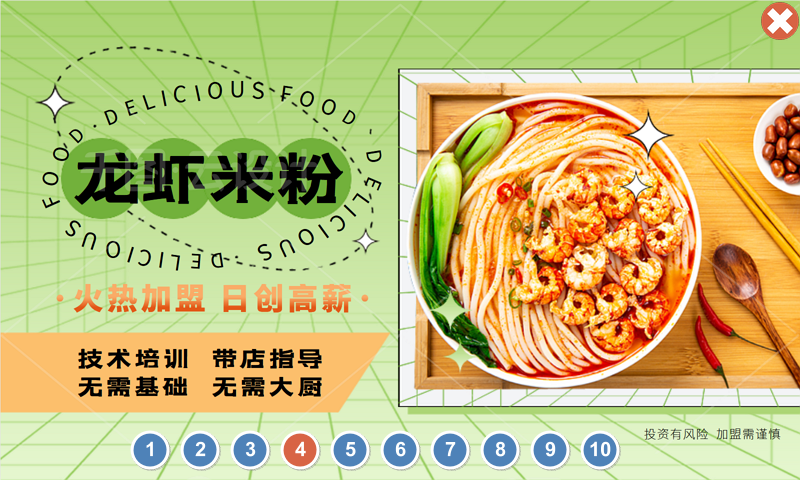 DELICIOUS FOOD · DELICIOUS · DELICIOUS FOOD ·
龙虾米粉
· 火热加盟 日创高薪 ·
技术培训 带店指导
无需基础 无需大厨
投资有风险 加盟需谨慎
1 2 3 4 5 6 7 8 9 10